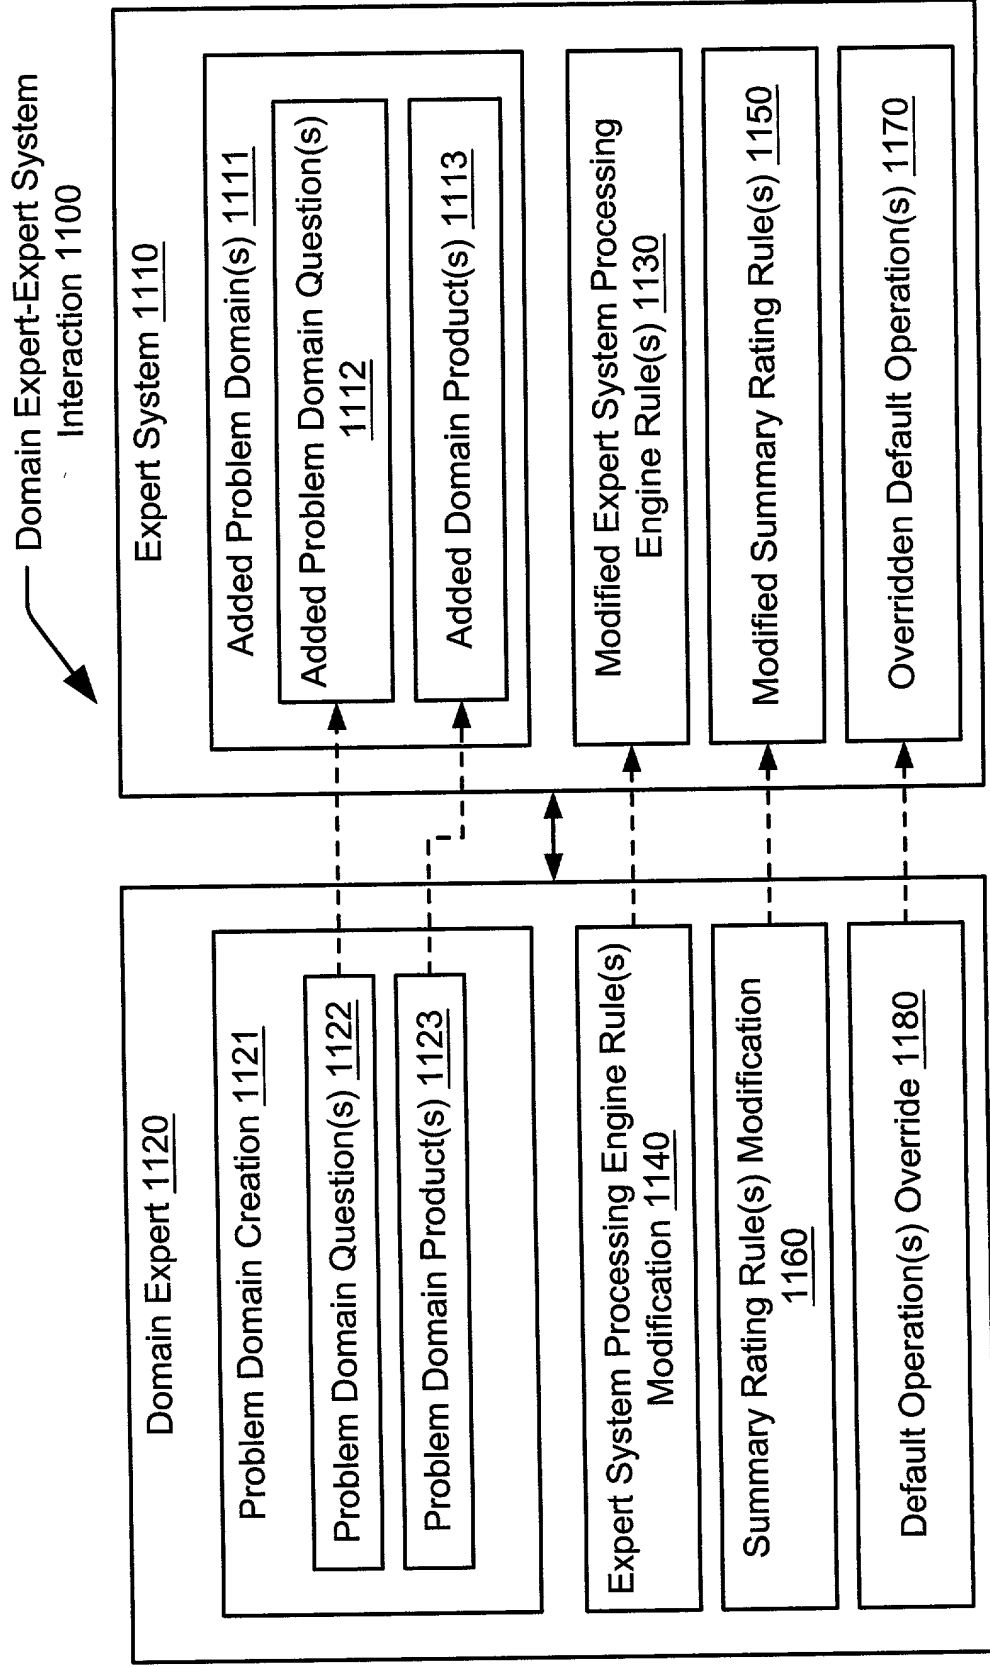 Domain Expert-Expert System
Interaction 1100
Domain Expert 1120
Problem Domain Creation 1121
Problem Domain Question(s) 1122
Problem Domain Product(s) 1123
Expert System Processing Engine Rule(s)
Modification 1140
Summary Rating Rule(s) Modification
1160
Default Operation(s) Override 1180
Expert System 1110
Added Problem Domain(s) 1111
Added Problem Domain Question(s)
1112
Added Domain Product(s) 1113
Modified Expert System Processing
Engine Rule(s) 1130
Modified Summary Rating Rule(s) 1150
Overridden Default Operation(s) 1170